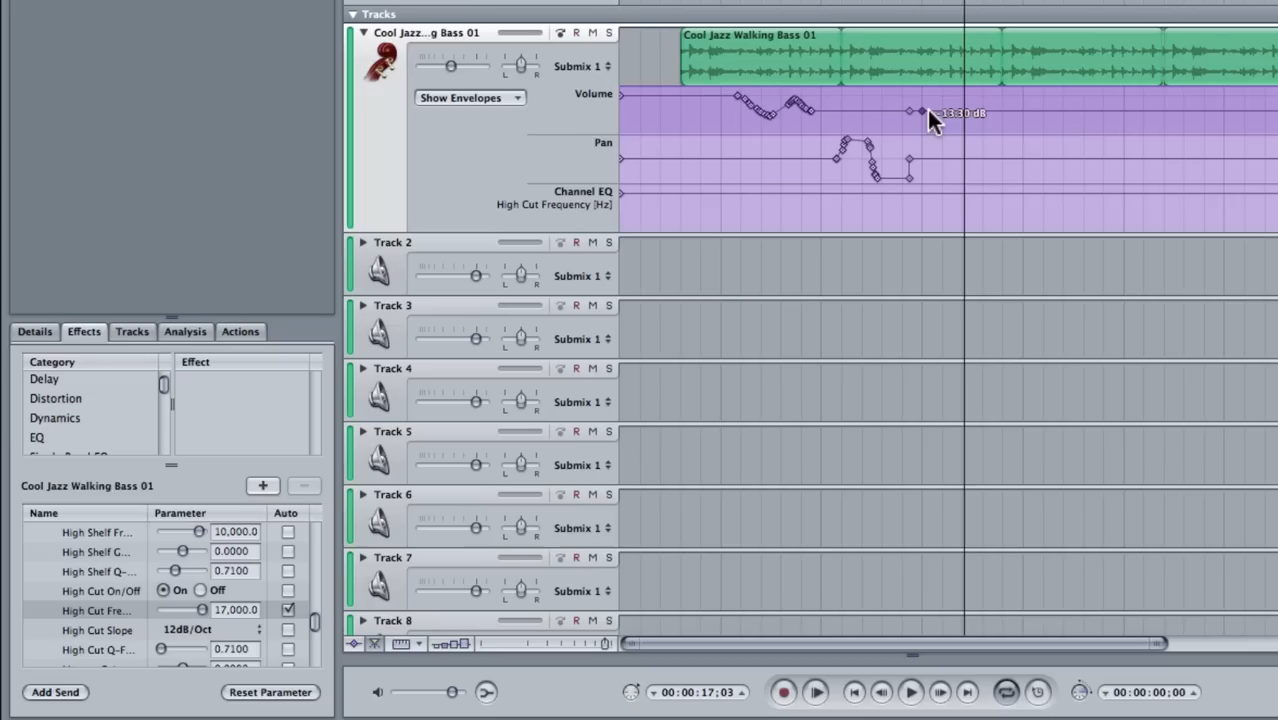 Tracks
Cool Jazz...g Bass 01
R M S
Cool Jazz Walking Bass 01
L R
Submix 1
Show Envelopes
Volume
-13.30 dB
Pan
Channel EQ
High Cut Frequency [Hz]
Track 2
R M S
L R
Submix 1
Track 3
R M S
L R
Submix 1
Track 4
R M S
L R
Submix 1
Track 5
R M S
L R
Submix 1
Track 6
R M S
L R
Submix 1
Track 7
R M S
L R
Submix 1
Track 8
R M S
Details Effects Tracks Analysis Actions
Category Effect
Delay
Distortion
Dynamics
EQ
Cool Jazz Walking Bass 01
Name Parameter Auto
High Shelf Fr... 10,000.0
High Shelf G... 0.0000
High Shelf Q-... 0.7100
High Cut On/Off On Off
High Cut Fre... 17,000.0
High Cut Slope 12dB/Oct
High Cut Q-F... 0.7100
Add Send Reset Parameter
00:00:17;03
00:00:00;00